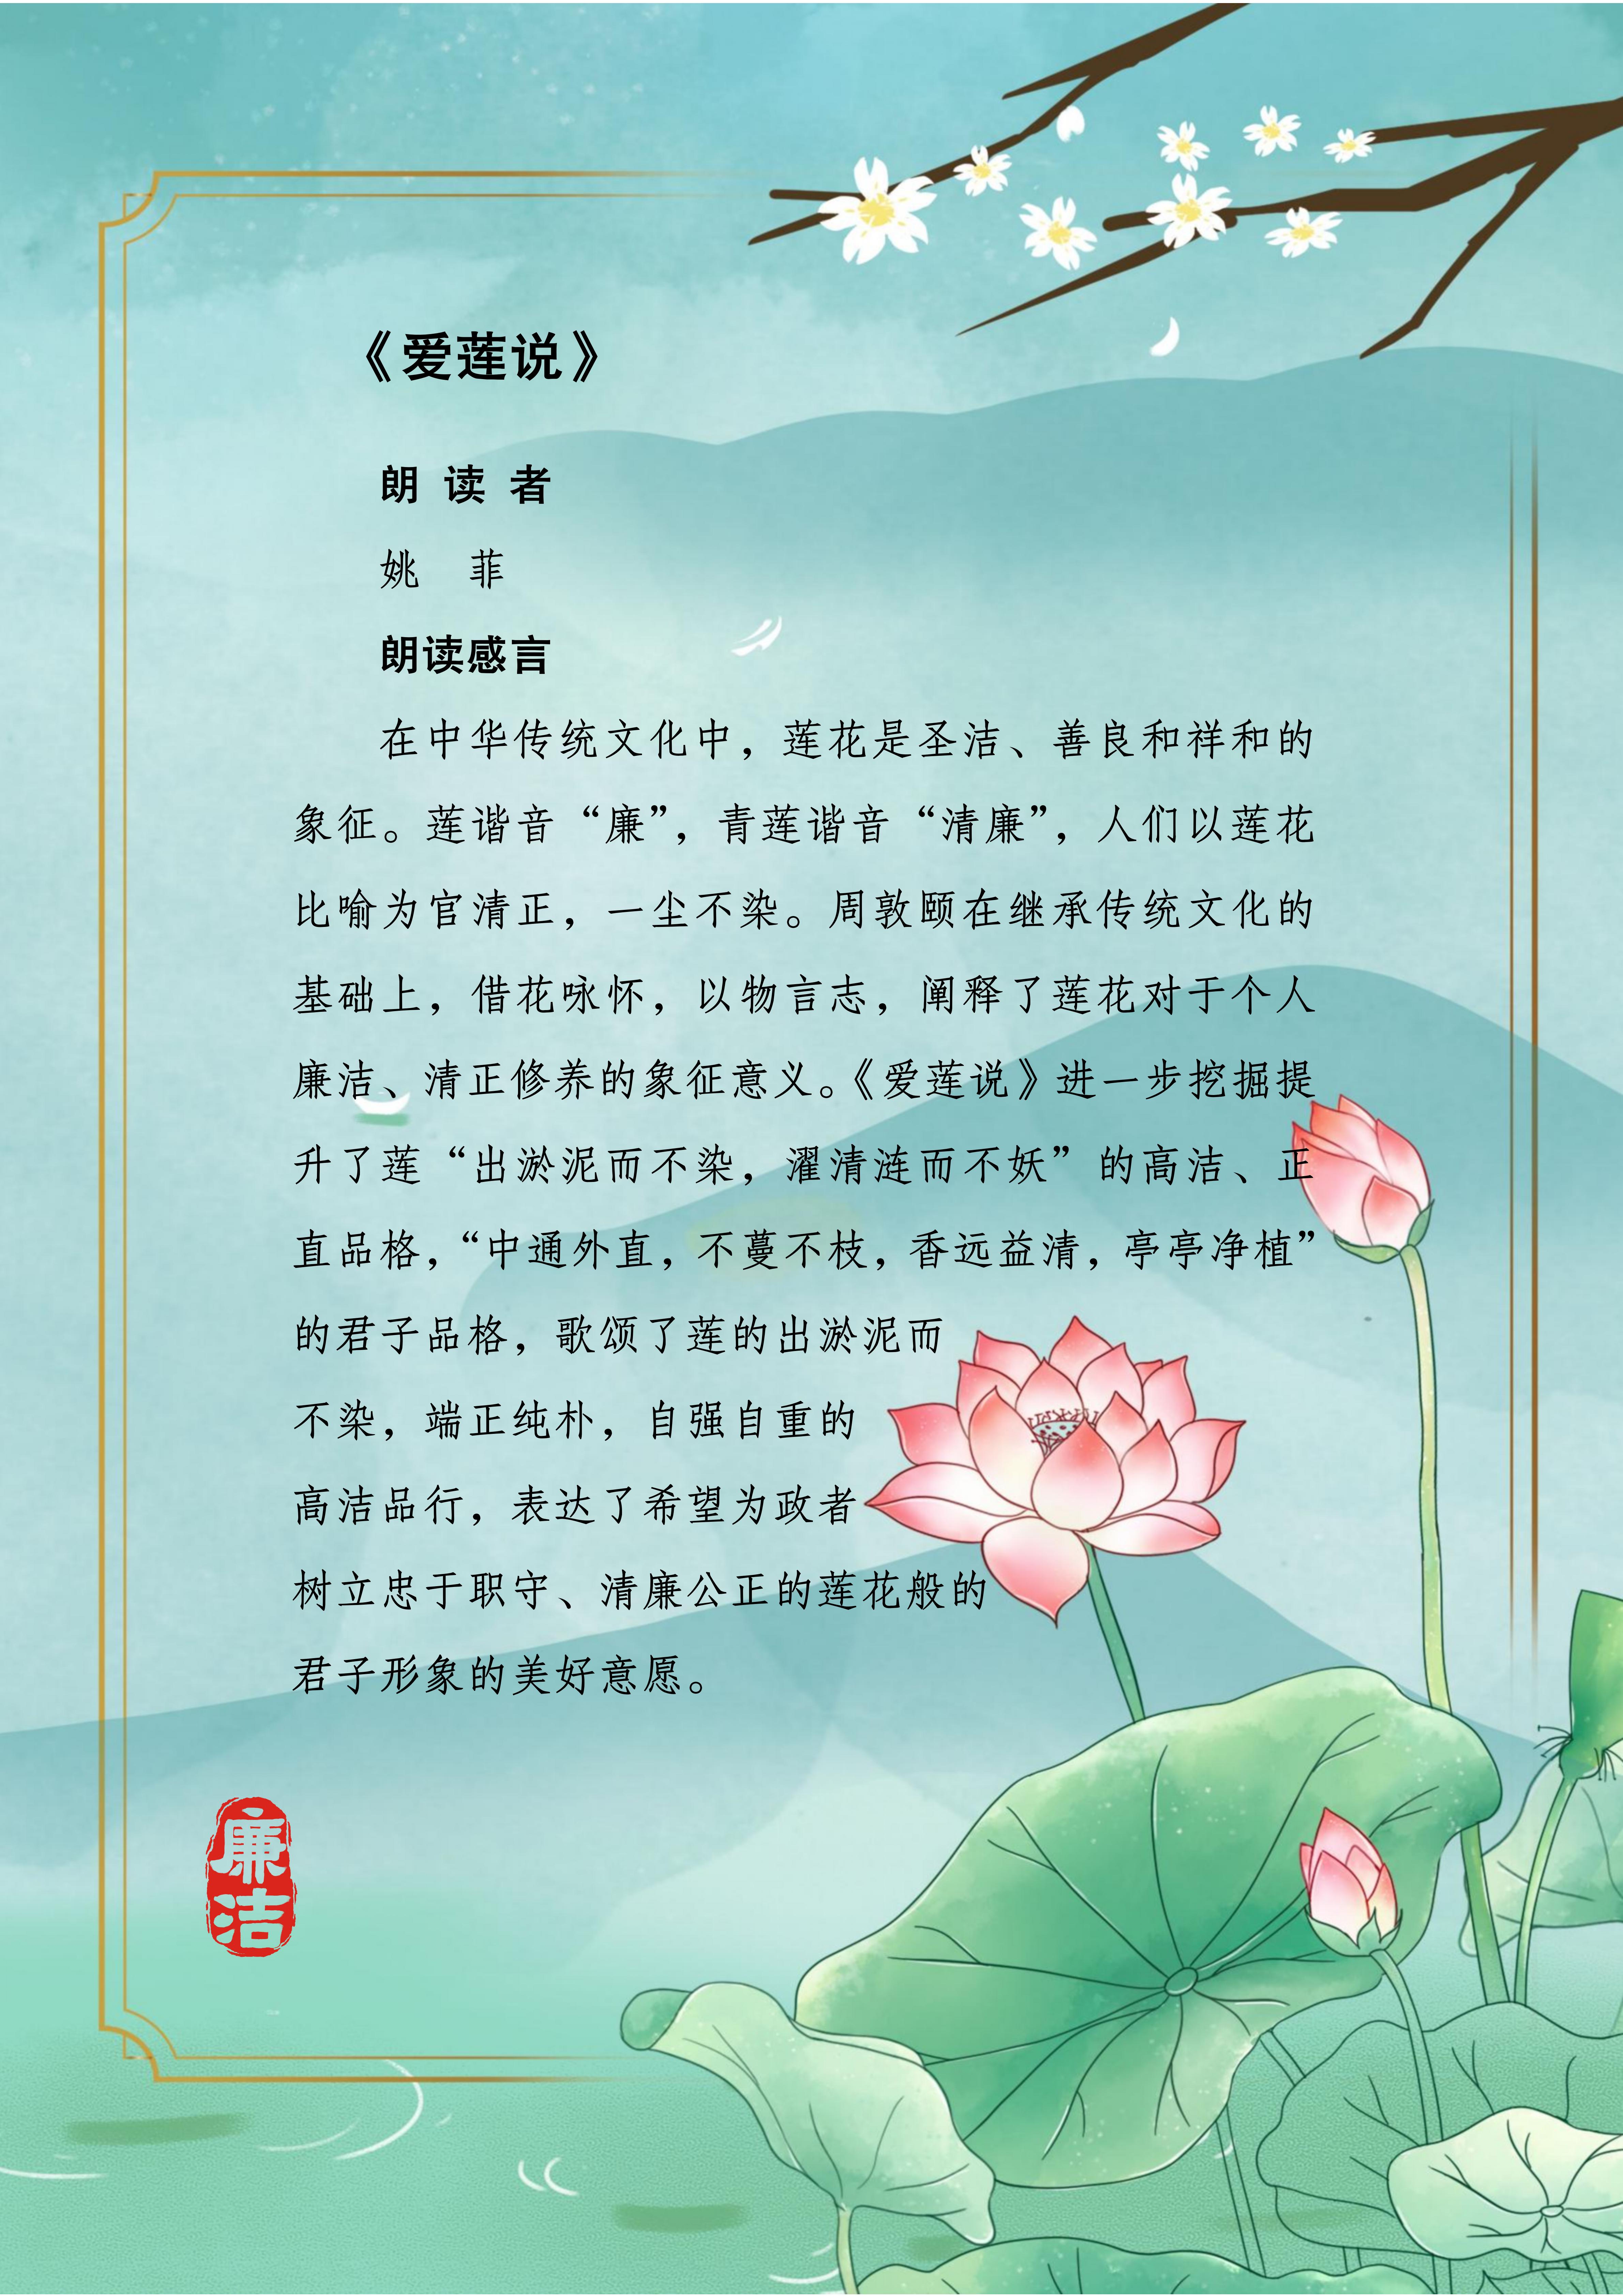 《爱莲说》
朗 读 者
姚　菲
朗读感言
在中华传统文化中，莲花是圣洁、善良和祥和的
象征。莲谐音“廉”，青莲谐音“清廉”，人们以莲花
比喻为官清正，一尘不染。周敦颐在继承传统文化的
基础上，借花咏怀，以物言志，阐释了莲花对于个人
廉洁、清正修养的象征意义。《爱莲说》进一步挖掘提
升了莲“出淤泥而不染，濯清涟而不妖”的高洁、正
直品格，“中通外直，不蔓不枝，香远益清，亭亭净植”
的君子品格，歌颂了莲的出淤泥而
不染，端正纯朴，自强自重的
高洁品行，表达了希望为政者
树立忠于职守、清廉公正的莲花般的
君子形象的美好意愿。
廉
洁